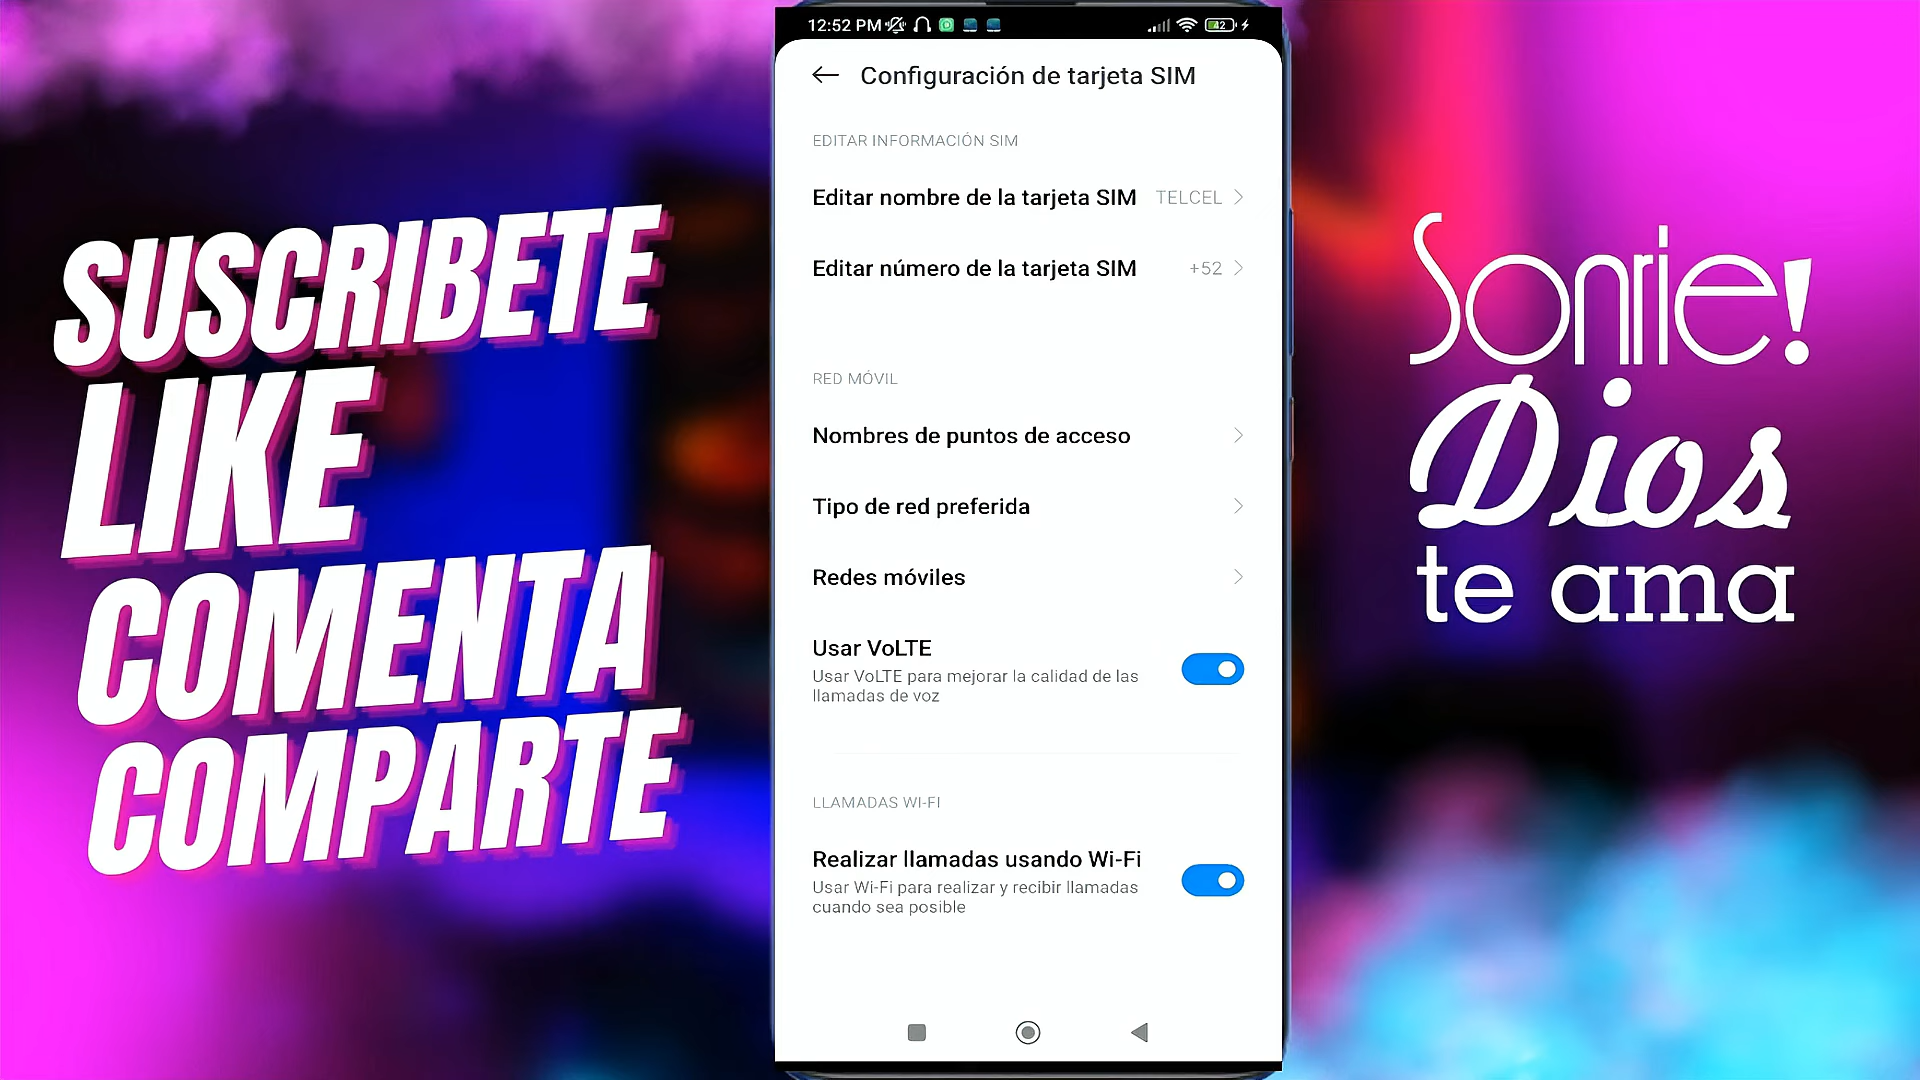 SUSCRIBETE
LIKE
COMENTA
COMPARTE
12:52 PM
42
Configuración de tarjeta SIM
EDITAR INFORMACIÓN SIM
Editar nombre de la tarjeta SIM TELCEL
Editar número de la tarjeta SIM +52
RED MÓVIL
Nombres de puntos de acceso
Tipo de red preferida
Redes móviles
Usar VoLTE
Usar VoLTE para mejorar la calidad de las
llamadas de voz
LLAMADAS WI-FI
Realizar llamadas usando Wi-Fi
Usar Wi-Fi para realizar y recibir llamadas
cuando sea posible
Sonrie!
Dios
te ama